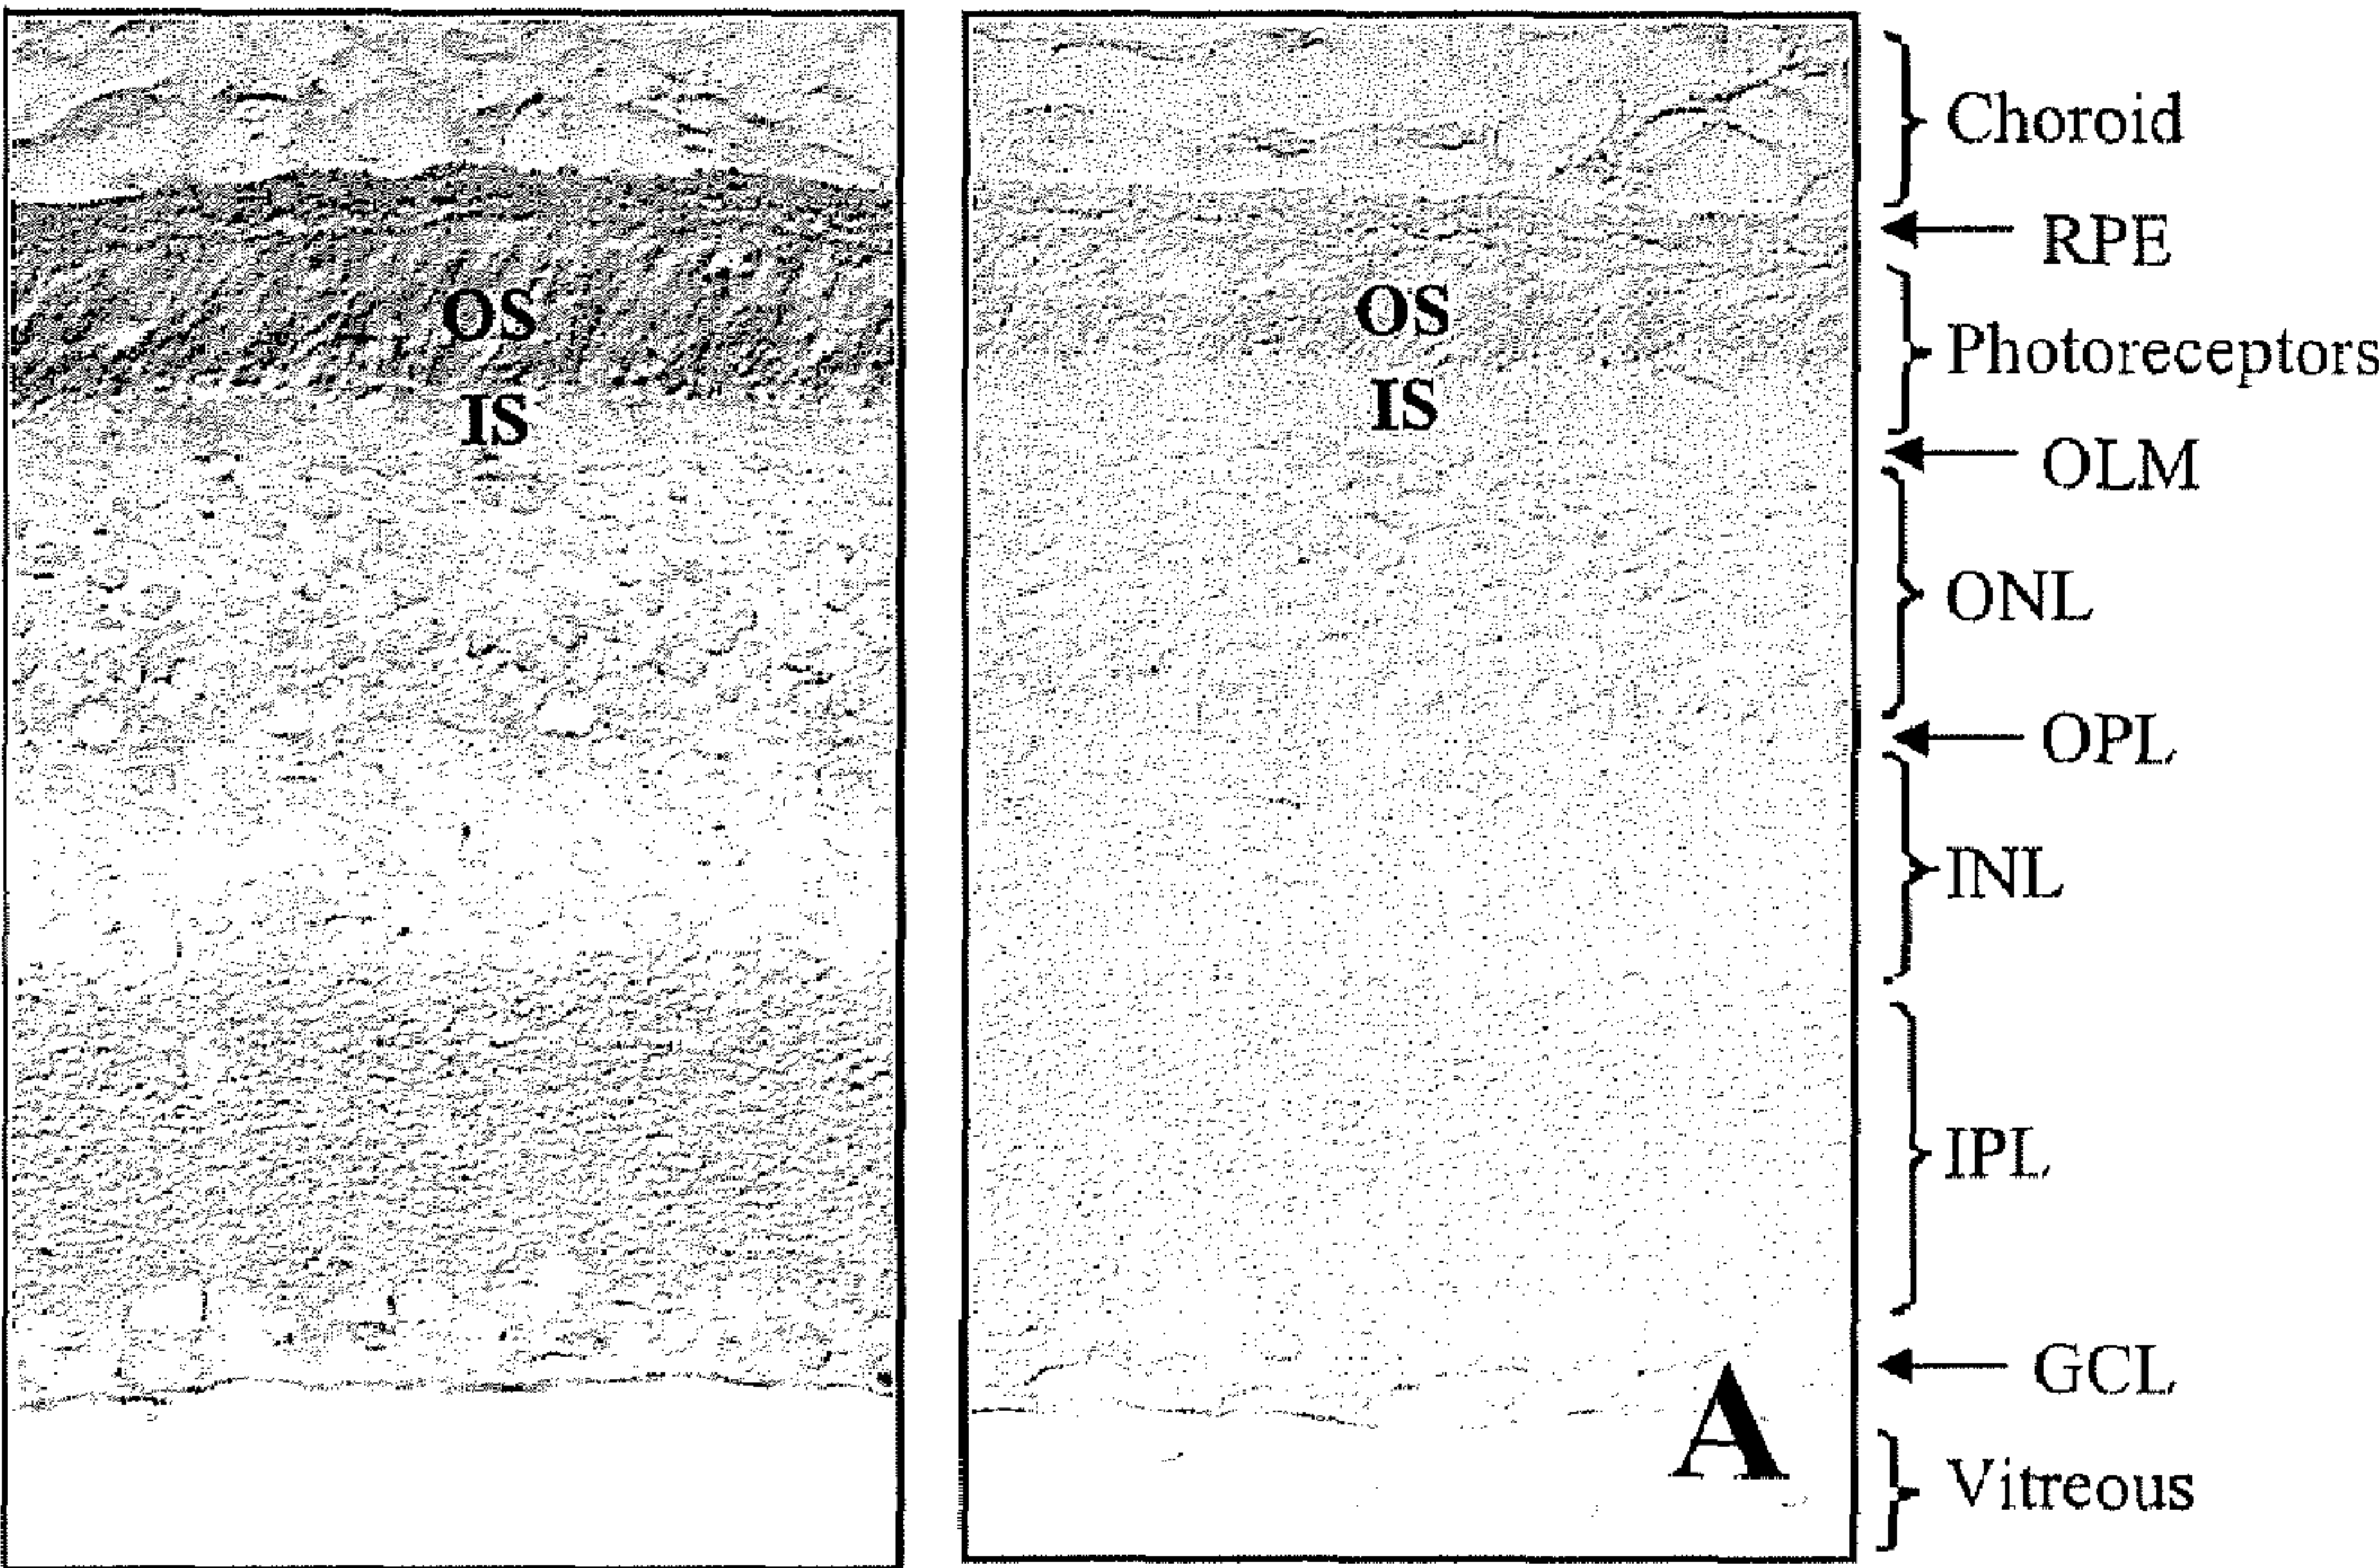 OS
IS
OS
IS
A
Choroid
RPE
Photoreceptors
OLM
ONL
OPL
INL
IPL
GCL
Vitreous